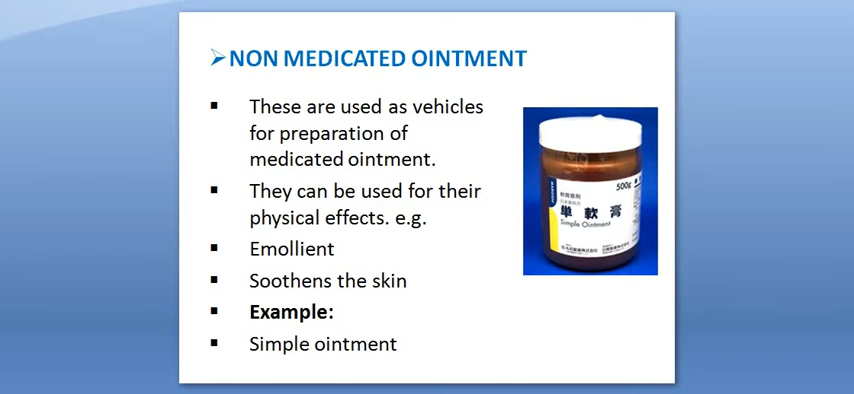 NON MEDICATED OINTMENT
These are used as vehicles
for preparation of
medicated ointment.
They can be used for their
physical effects. e.g.
Emollient
Soothens the skin
Example:
Simple ointment
500g
単軟膏
Simple Ointment